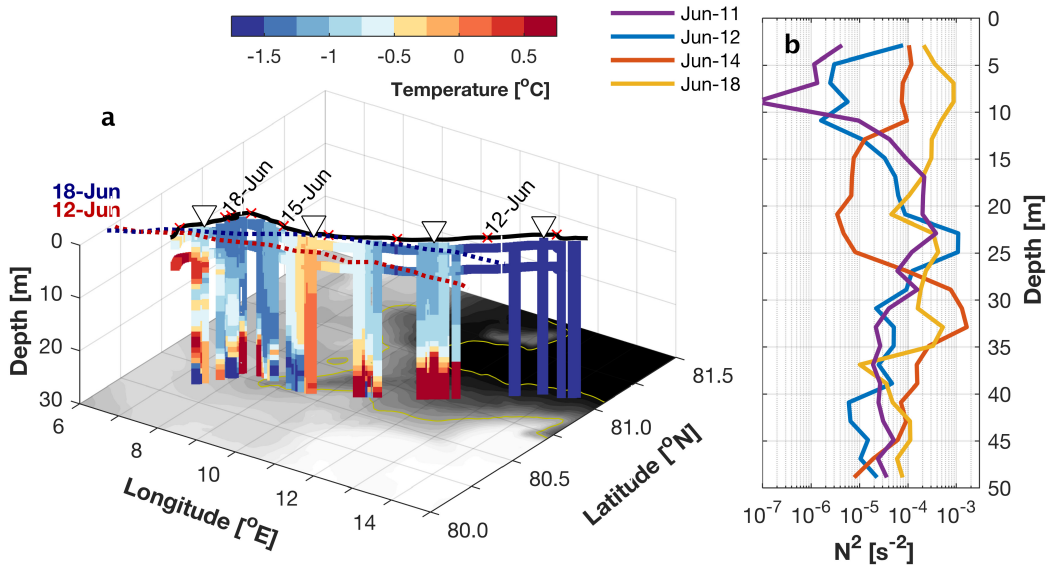 -1.5 -1 -0.5 0 0.5
Temperature [°C]
Jun-11
Jun-12
Jun-14
Jun-18
a
18-Jun
15-Jun
12-Jun
18-Jun
12-Jun
0
10
20
30
Depth [m]
6
8
10
12
14
Longitude [°E]
80.0
80.5
81.0
81.5
Latitude [°N]
b
0
5
10
15
20
25
30
35
40
45
50
Depth [m]
10⁻⁷ 10⁻⁶ 10⁻⁵ 10⁻⁴ 10⁻³
N² [s⁻²]